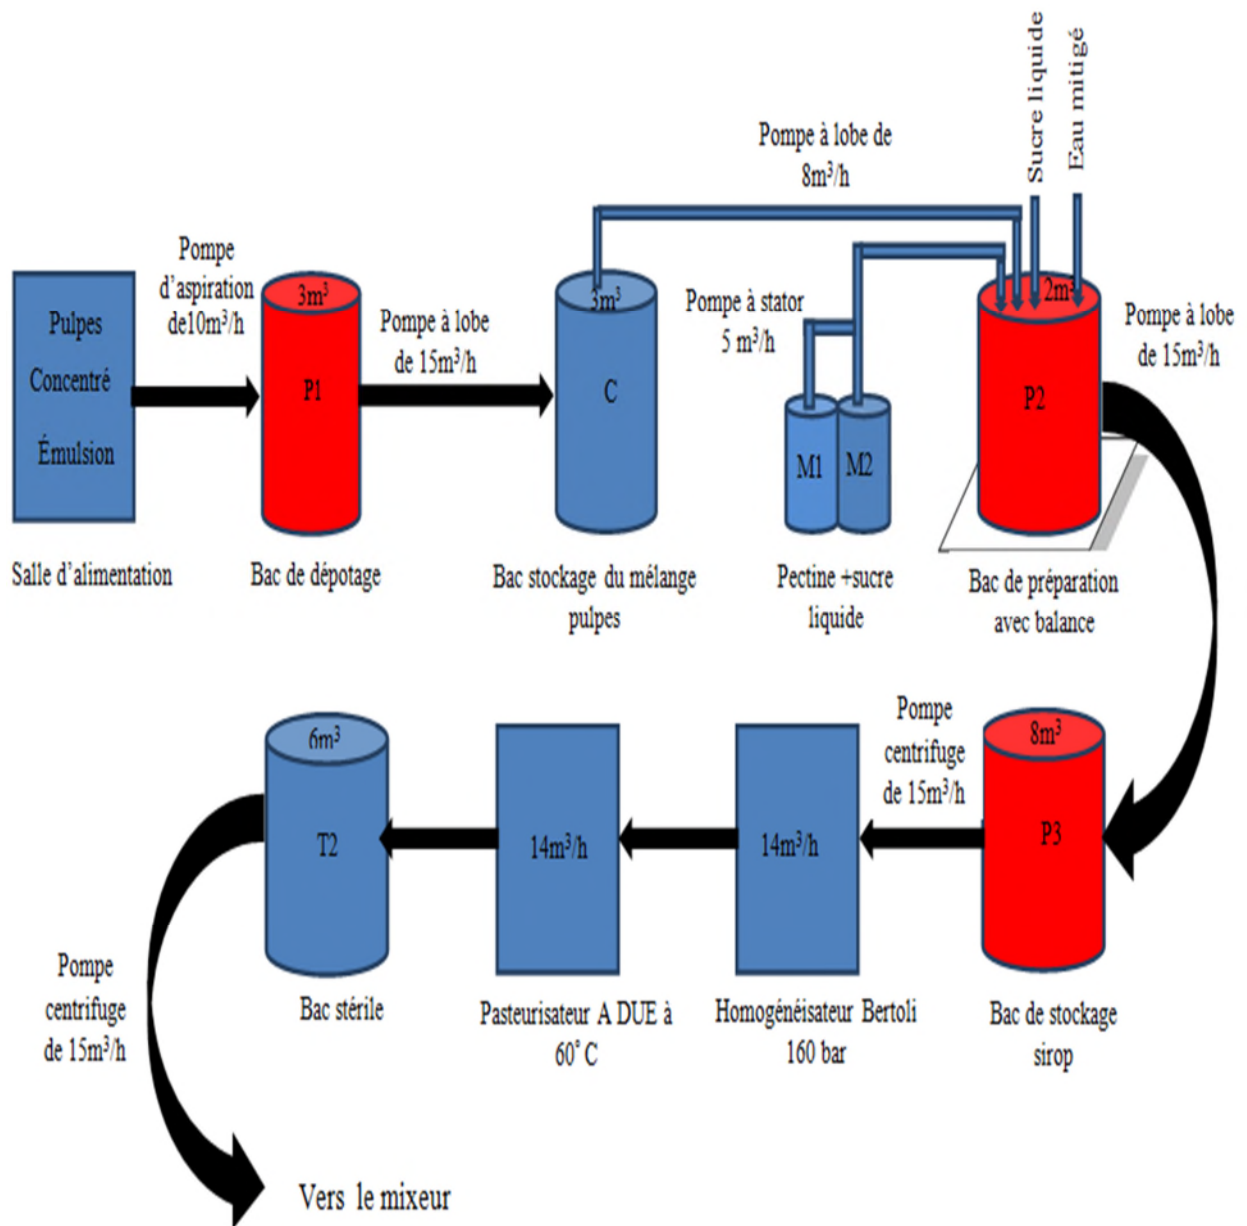 Sucre liquide
Eau mitigé
Pompe à lobe de
8m³/h
Pompe
d'aspiration
de10m³/h
Pulpes
Concentré
Émulsion
3m³
P1
Pompe à lobe
de 15m³/h
3m³
C
Pompe à stator
5 m³/h
M1
M2
2m³
P2
Pompe à lobe
de 15m³/h
Salle d'alimentation
Bac de dépotage
Bac stockage du mélange
pulpes
Pectine +sucre
liquide
Bac de préparation
avec balance
6m³
T2
14m³/h
14m³/h
Pompe
centrifuge
de 15m³/h
8m³
P3
Pompe
centrifuge
de 15m³/h
Bac stérile
Pasteurisateur A DUE à
60° C
Homogénéisateur Bertoli
160 bar
Bac de stockage
sirop
Vers le mixeur